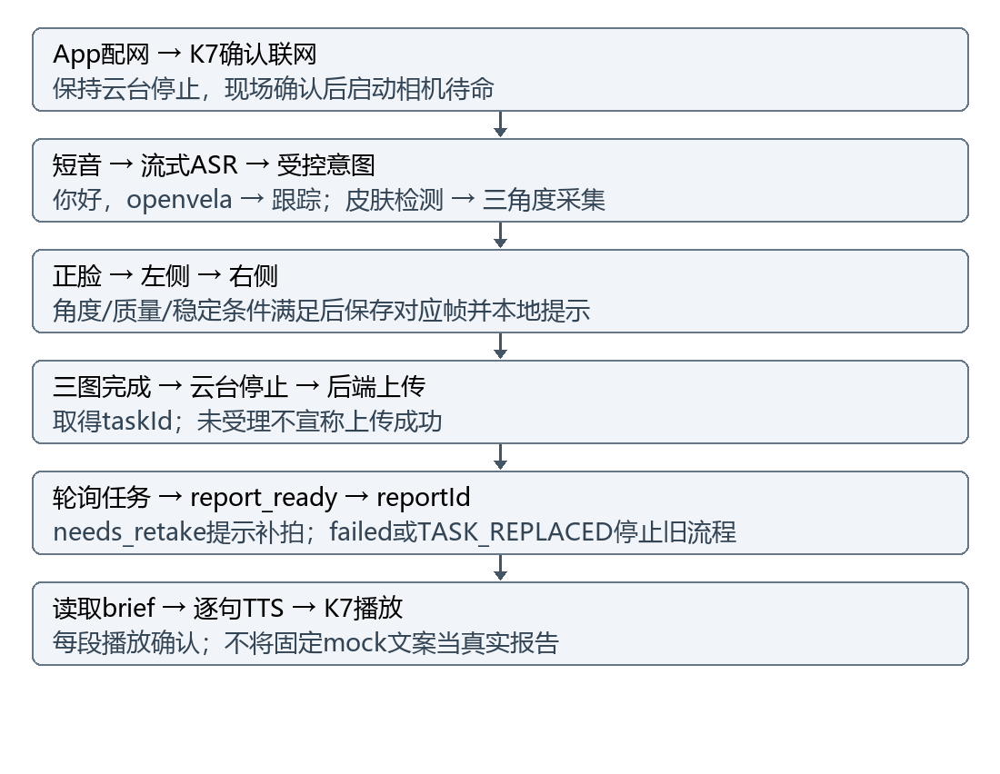 App配网 → K7确认联网
保持云台停止，现场确认后启动相机待命
短音 → 流式ASR → 受控意图
你好，openvela → 跟踪；皮肤检测 → 三角度采集
正脸 → 左侧 → 右侧
角度/质量/稳定条件满足后保存对应帧并本地提示
三图完成 → 云台停止 → 后端上传
取得taskId；未受理不宣称上传成功
轮询任务 → report_ready → reportId
needs_retake提示补拍；failed或TASK_REPLACED停止旧流程
读取brief → 逐句TTS → K7播放
每段播放确认；不将固定mock文案当真实报告